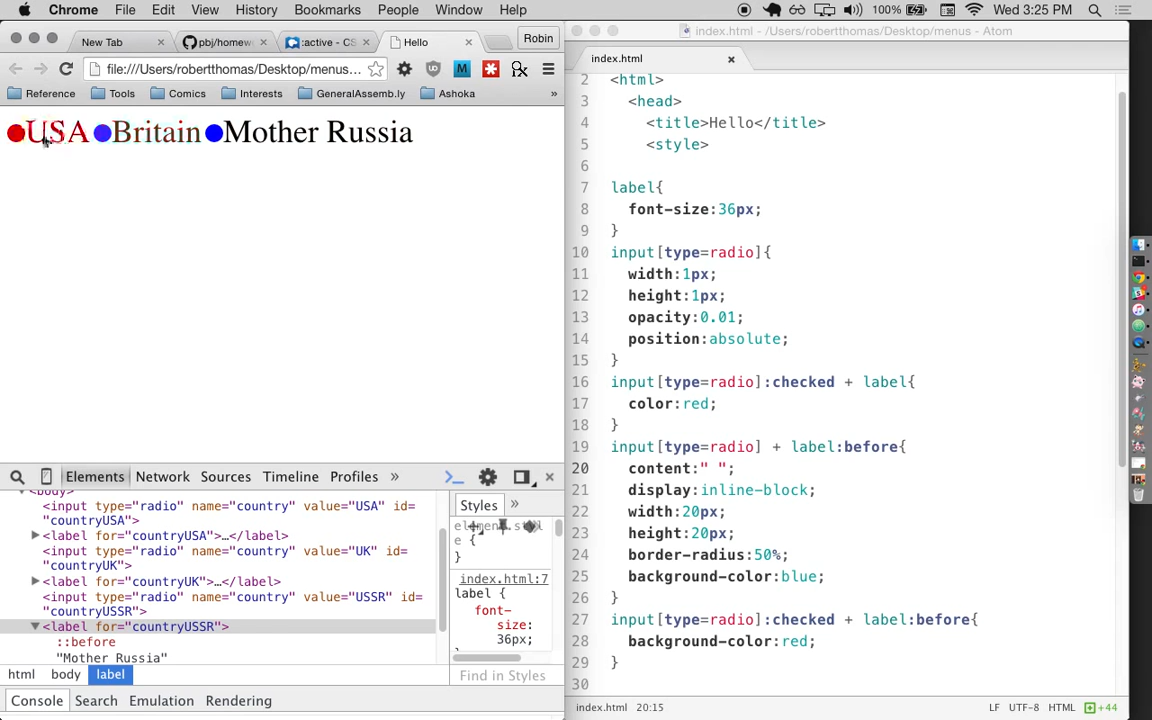 Chrome File Edit View History Bookmarks People Window Help 100% Wed 3:25 PM
New Tab pbj/homew :active - CS Hello Robin
file:///Users/robertthomas/Desktop/menus...
Reference Tools Comics Interests GeneralAssemb.ly Ashoka »
USA Britain Mother Russia
Elements Network Sources Timeline Profiles »
<body>
<input type="radio" name="country" value="USA" id=
"countryUSA">
<label for="countryUSA">…</label>
<input type="radio" name="country" value="UK" id=
"countryUK">
<label for="countryUK">…</label>
<input type="radio" name="country" value="USSR" id=
"countryUSSR">
<label for="countryUSSR">
::before
"Mother Russia"
html body label
Styles »
element.styl
e {
}
index.html:7
label {
font-
size:
36px;
}
Find in Styles
Console Search Emulation Rendering
index.html - /Users/robertthomas/Desktop/menus - Atom
index.html
2 <html>
3 <head>
4 <title>Hello</title>
5 <style>
6
7 label{
8 font-size:36px;
9 }
10 input[type=radio]{
11 width:1px;
12 height:1px;
13 opacity:0.01;
14 position:absolute;
15 }
16 input[type=radio]:checked + label{
17 color:red;
18 }
19 input[type=radio] + label:before{
20 content:" ";
21 display:inline-block;
22 width:20px;
23 height:20px;
24 border-radius:50%;
25 background-color:blue;
26 }
27 input[type=radio]:checked + label:before{
28 background-color:red;
29 }
30
index.html 20:15 LF UTF-8 HTML +44